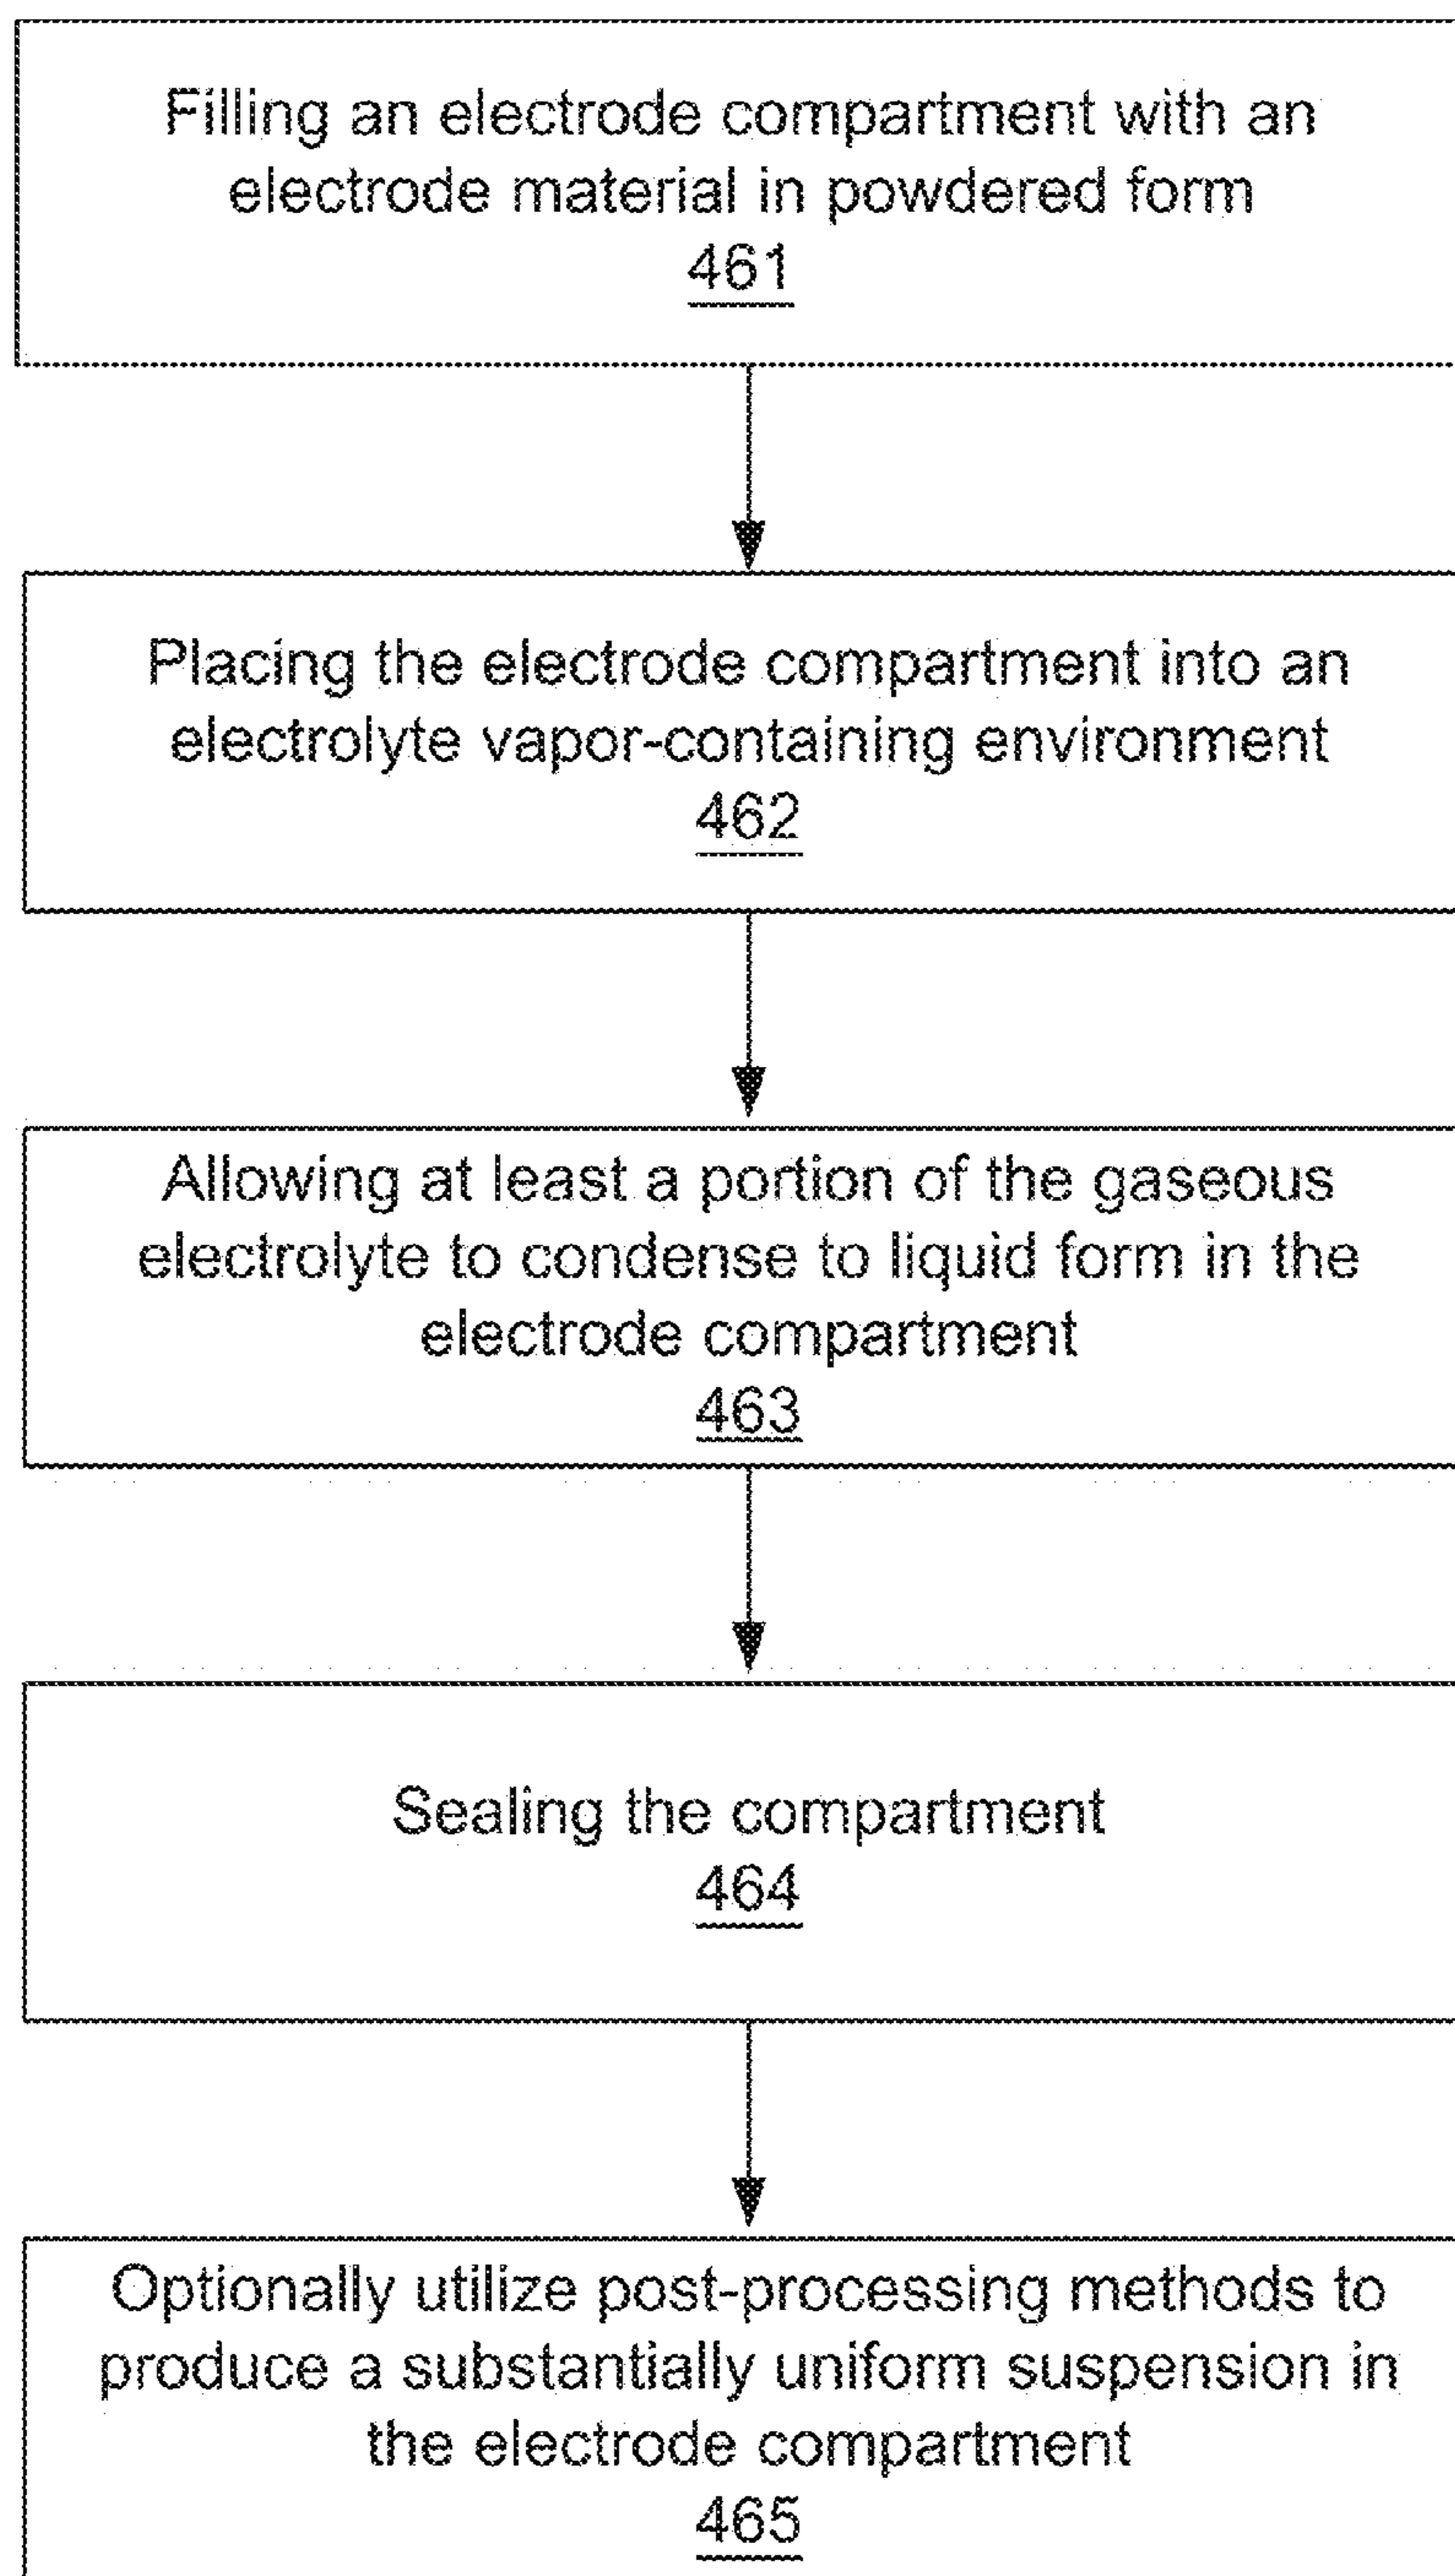 Filling an electrode compartment with an
electrode material in powdered form
461
Placing the electrode compartment into an
electrolyte vapor-containing environment
462
Allowing at least a portion of the gaseous
electrolyte to condense to liquid form in the
electrode compartment
463
Sealing the compartment
464
Optionally utilize post-processing methods to
produce a substantially uniform suspension in
the electrode compartment
465